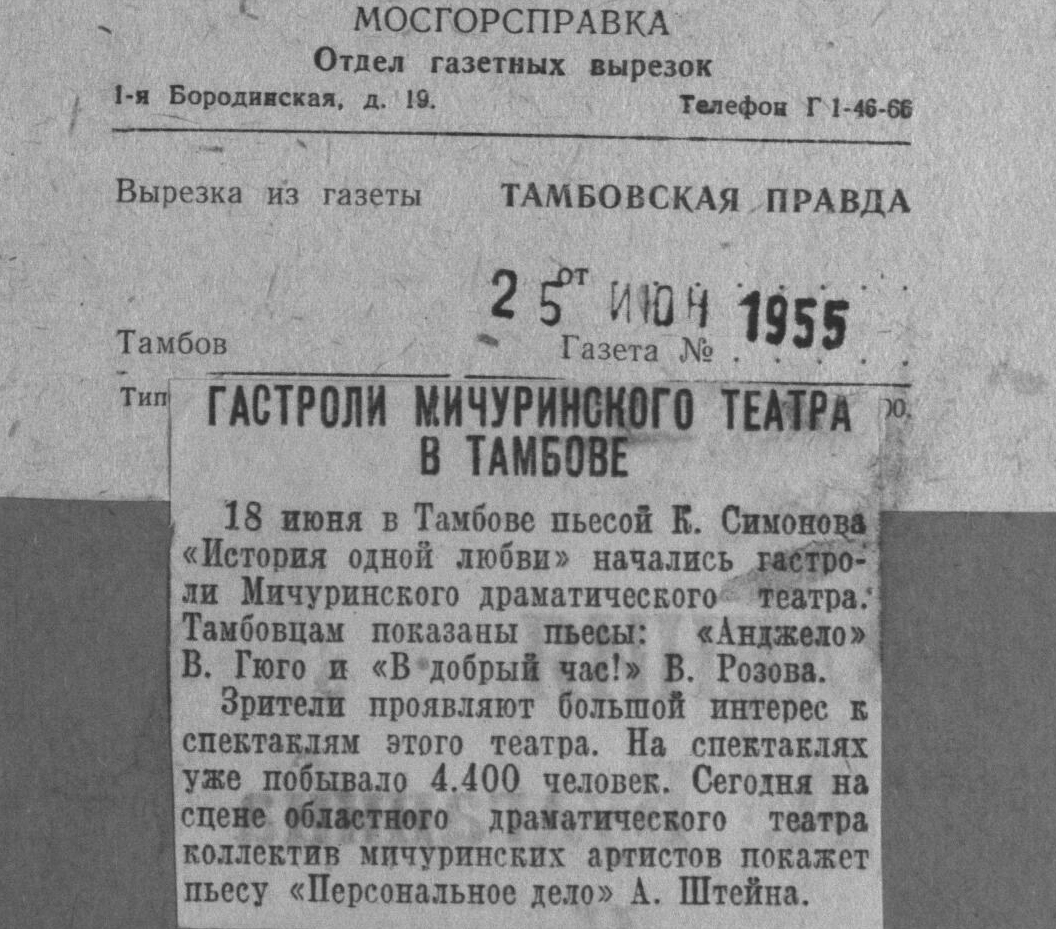 МОСГОРСПРАВКА
Отдел газетных вырезок
1-я Бородинская, д. 19. Телефон Г 1-46-66
Вырезка из газеты ТАМБОВСКАЯ ПРАВДА
от
25 ИЮН 1955
Тамбов Газета № . . . .
Тип
ГАСТРОЛИ МИЧУРИНСКОГО ТЕАТРА
В ТАМБОВЕ
18 июня в Тамбове пьесой К. Симонова
«История одной любви» начались гастро-
ли Мичуринского драматического театра.
Тамбовцам показаны пьесы: «Анджело»
В. Гюго и «В добрый час!» В. Розова.
Зрители проявляют большой интерес к
спектаклям этого театра. На спектаклях
уже побывало 4.400 человек. Сегодня на
сцене областного драматического театра
коллектив мичуринских артистов покажет
пьесу «Персональное дело» А. Штейна.